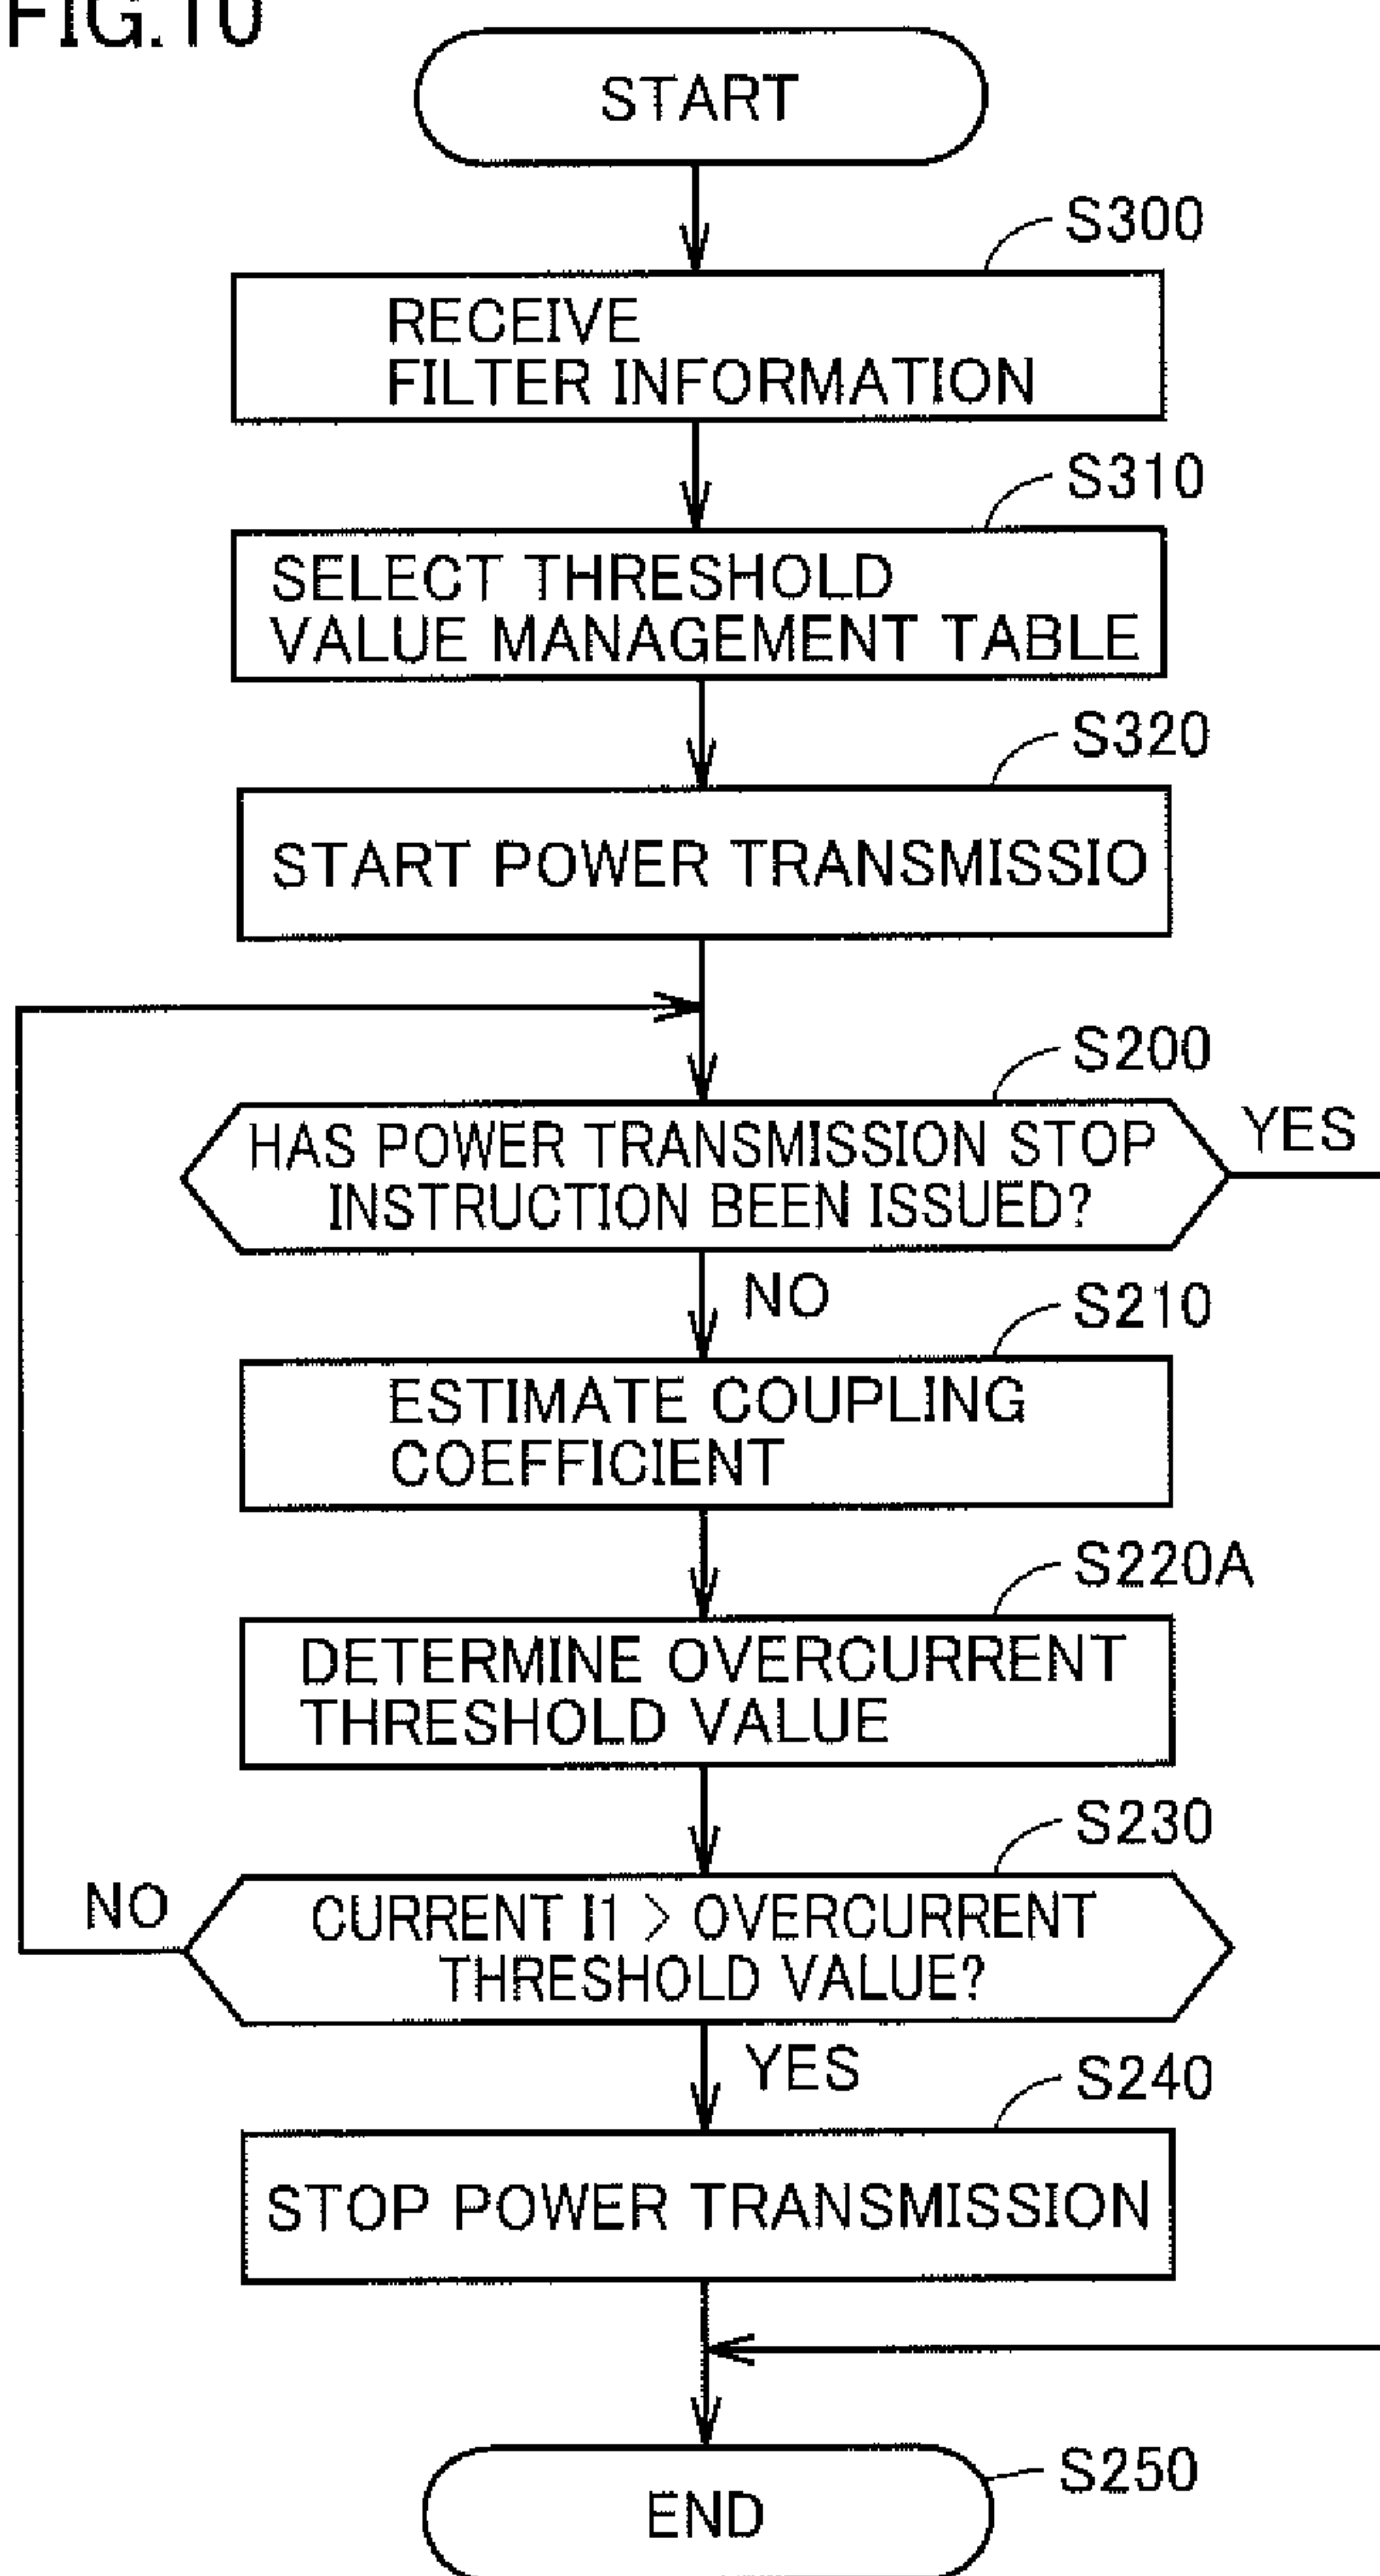 FIG.10
START
S300
RECEIVE
FILTER INFORMATION
S310
SELECT THRESHOLD
VALUE MANAGEMENT TABLE
S320
START POWER TRANSMISSIO
S200
HAS POWER TRANSMISSION STOP
INSTRUCTION BEEN ISSUED?
YES
NO
S210
ESTIMATE COUPLING
COEFFICIENT
S220A
DETERMINE OVERCURRENT
THRESHOLD VALUE
S230
CURRENT I1 > OVERCURRENT
THRESHOLD VALUE?
NO
YES
S240
STOP POWER TRANSMISSION
S250
END